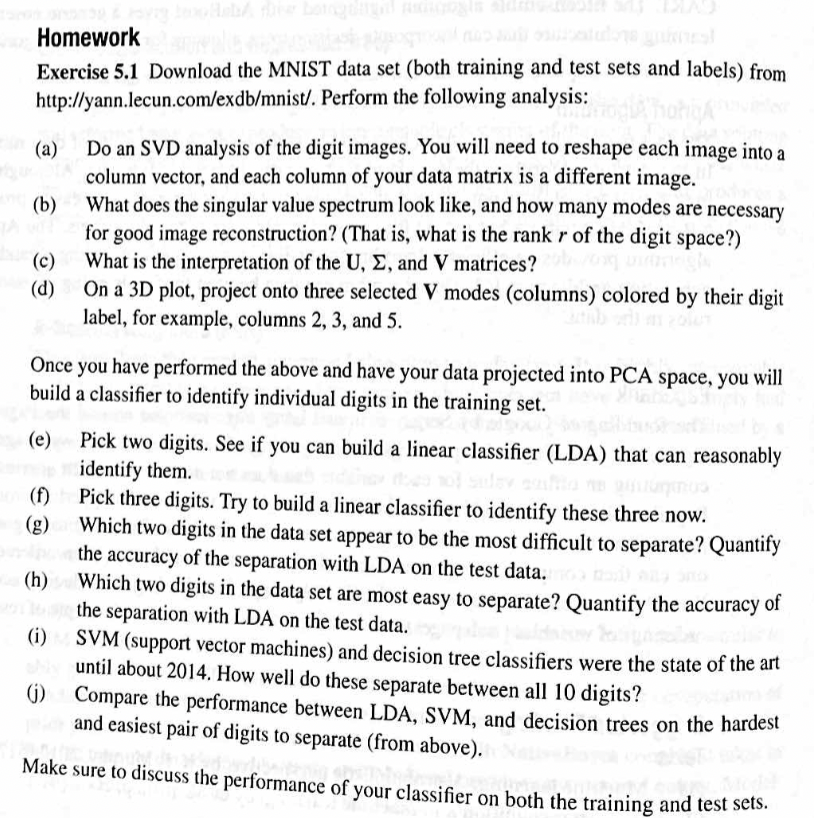 Homework
Exercise 5.1 Download the MNIST data set (both training and test sets and labels) from
http://yann.lecun.com/exdb/mnist/. Perform the following analysis:
(a) Do an SVD analysis of the digit images. You will need to reshape each image into a
column vector, and each column of your data matrix is a different image.
(b) What does the singular value spectrum look like, and how many modes are necessary
for good image reconstruction? (That is, what is the rank r of the digit space?)
(c) What is the interpretation of the U, Σ, and V matrices?
(d) On a 3D plot, project onto three selected V modes (columns) colored by their digit
label, for example, columns 2, 3, and 5.
Once you have performed the above and have your data projected into PCA space, you will
build a classifier to identify individual digits in the training set.
(e) Pick two digits. See if you can build a linear classifier (LDA) that can reasonably
identify them.
(f) Pick three digits. Try to build a linear classifier to identify these three now.
(g) Which two digits in the data set appear to be the most difficult to separate? Quantify
the accuracy of the separation with LDA on the test data.
(h) Which two digits in the data set are most easy to separate? Quantify the accuracy of
the separation with LDA on the test data.
(i) SVM (support vector machines) and decision tree classifiers were the state of the art
until about 2014. How well do these separate between all 10 digits?
(j) Compare the performance between LDA, SVM, and decision trees on the hardest
and easiest pair of digits to separate (from above).
Make sure to discuss the performance of your classifier on both the training and test sets.